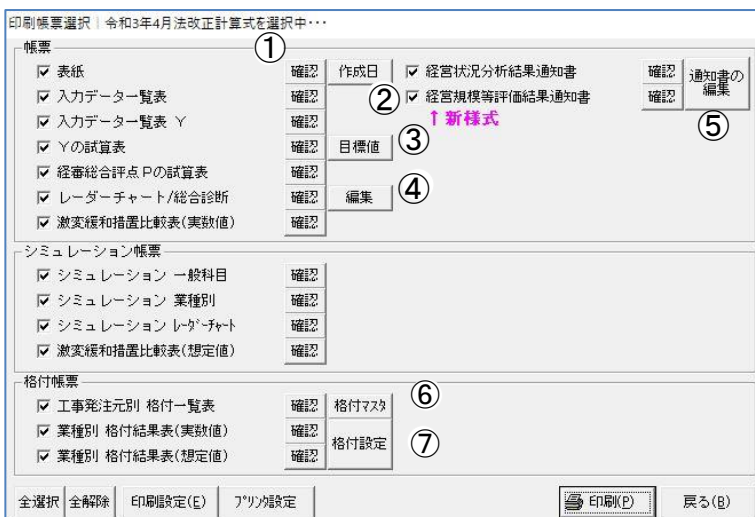 印刷帳票選択 | 令和3年4月法改正計算式を選択中・・・
帳票
①
表紙 確認 作成日 経営状況分析結果通知書 確認 通知書の編集
入力データ一覧表 確認 ② 経営規模等評価結果通知書 確認
入力データ一覧表 Y 確認 ↑新様式 ⑤
Yの試算表 確認 目標値 ③
経審総合評点Pの試算表 確認
レーダーチャート/総合診断 確認 編集 ④
激変緩和措置比較表(実数値) 確認
シミュレーション帳票
シミュレーション 一般科目 確認
シミュレーション 業種別 確認
シミュレーション ﾚｰﾀﾞｰﾁｬｰﾄ 確認
激変緩和措置比較表(想定値) 確認
格付帳票
工事発注元別 格付一覧表 確認 格付マスタ ⑥
業種別 格付結果表(実数値) 確認 格付設定 ⑦
業種別 格付結果表(想定値) 確認
全選択 全解除 印刷設定(E) ﾌﾟﾘﾝﾀ設定 印刷(P) 戻る(B)